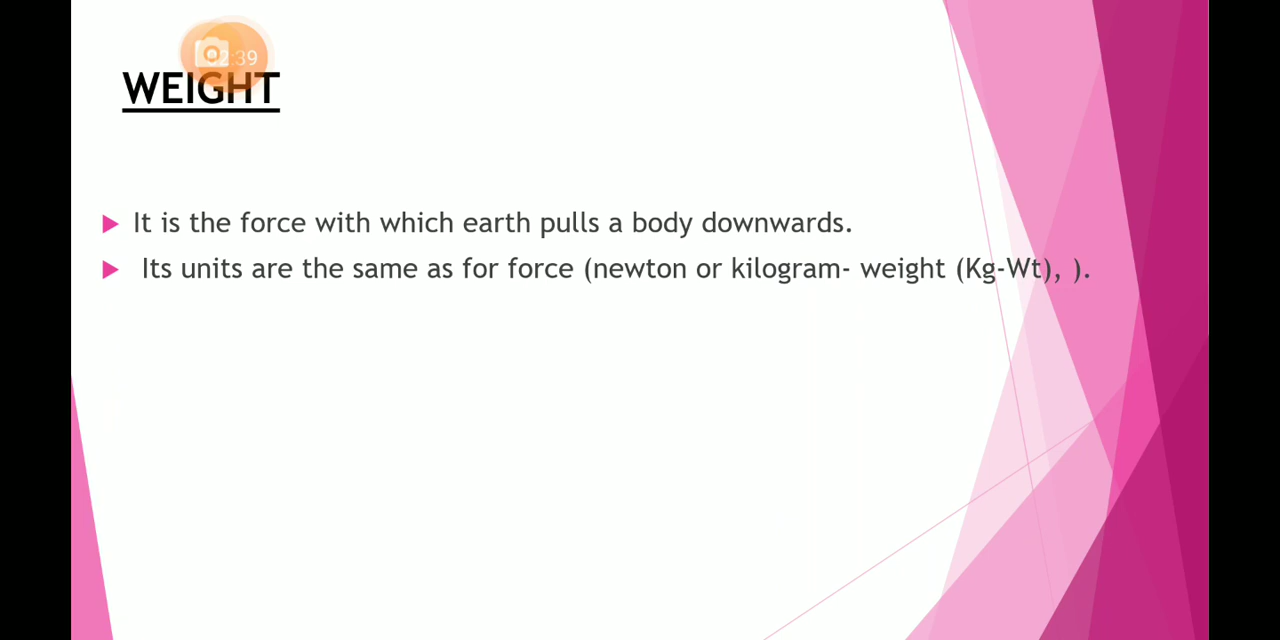 WEIGHT
It is the force with which earth pulls a body downwards.
Its units are the same as for force (newton or kilogram- weight (Kg-Wt), ).